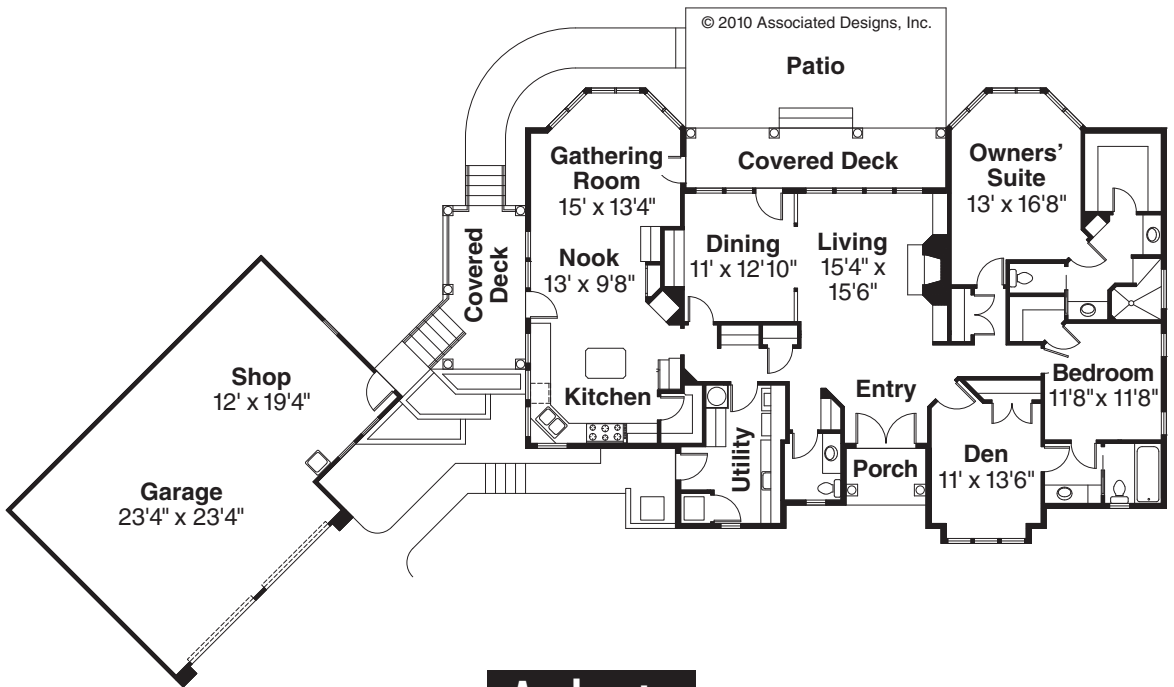 © 2010 Associated Designs, Inc.
Patio
Gathering
Room
15' x 13'4"
Covered Deck
Owners'
Suite
13' x 16'8"
Nook
13' x 9'8"
Dining
11' x 12'10"
Living
15'4" x
15'6"
Covered
Deck
Shop
12' x 19'4"
Kitchen
Entry
Bedroom
11'8"x 11'8"
Utility
Porch
Den
11' x 13'6"
Garage
23'4" x 23'4"